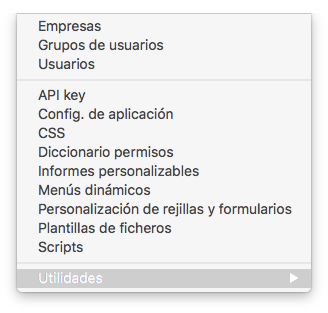 Empresas
Grupos de usuarios
Usuarios
API key
Config. de aplicación
CSS
Diccionario permisos
Informes personalizables
Menús dinámicos
Personalización de rejillas y formularios
Plantillas de ficheros
Scripts
Utilidades